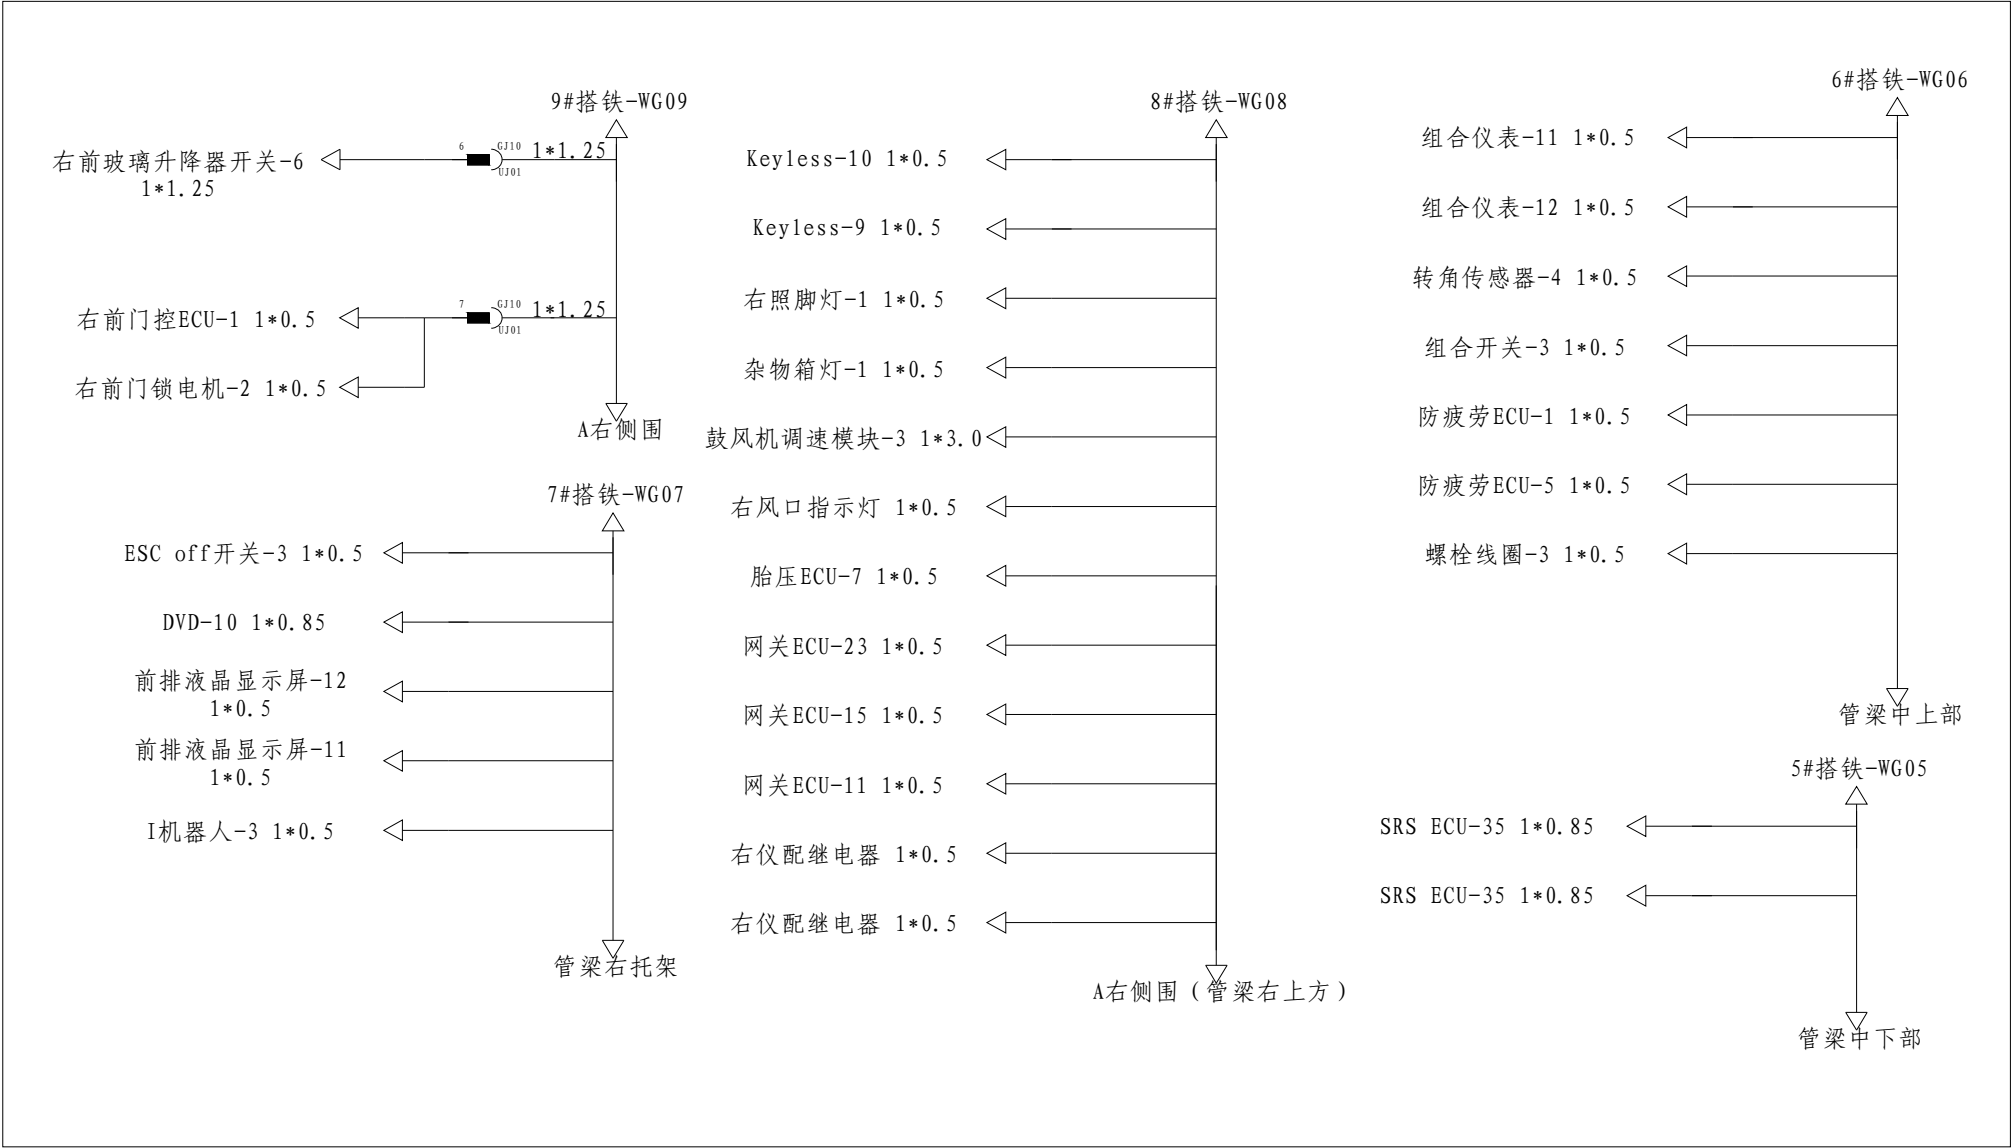 9#搭铁-WG09
6 GJ10 1*1.25
右前玻璃升降器开关-6
1*1.25
UJ01
7 GJ10 1*1.25
右前门控ECU-1 1*0.5
UJ01
右前门锁电机-2 1*0.5
A右侧围
7#搭铁-WG07
ESC off开关-3 1*0.5
DVD-10 1*0.85
前排液晶显示屏-12
1*0.5
前排液晶显示屏-11
1*0.5
I机器人-3 1*0.5
管梁右托架
8#搭铁-WG08
Keyless-10 1*0.5
Keyless-9 1*0.5
右照脚灯-1 1*0.5
杂物箱灯-1 1*0.5
鼓风机调速模块-3 1*3.0
右风口指示灯 1*0.5
胎压ECU-7 1*0.5
网关ECU-23 1*0.5
网关ECU-15 1*0.5
网关ECU-11 1*0.5
右仪配继电器 1*0.5
右仪配继电器 1*0.5
A右侧围（管梁右上方）
6#搭铁-WG06
组合仪表-11 1*0.5
组合仪表-12 1*0.5
转角传感器-4 1*0.5
组合开关-3 1*0.5
防疲劳ECU-1 1*0.5
防疲劳ECU-5 1*0.5
螺栓线圈-3 1*0.5
管梁中上部
5#搭铁-WG05
SRS ECU-35 1*0.85
SRS ECU-35 1*0.85
管梁中下部